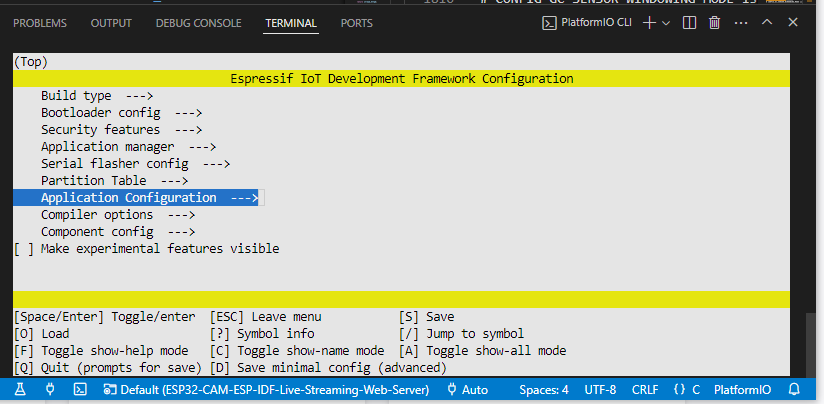 PROBLEMS OUTPUT DEBUG CONSOLE TERMINAL PORTS PlatformIO CLI
(Top)
Espressif IoT Development Framework Configuration
Build type --->
Bootloader config --->
Security features --->
Application manager --->
Serial flasher config --->
Partition Table --->
Application Configuration --->
Compiler options --->
Component config --->
[ ] Make experimental features visible
[Space/Enter] Toggle/enter [ESC] Leave menu [S] Save
[O] Load [?] Symbol info [/] Jump to symbol
[F] Toggle show-help mode [C] Toggle show-name mode [A] Toggle show-all mode
[Q] Quit (prompts for save) [D] Save minimal config (advanced)
Default (ESP32-CAM-ESP-IDF-Live-Streaming-Web-Server) Auto Spaces: 4 UTF-8 CRLF {} C PlatformIO